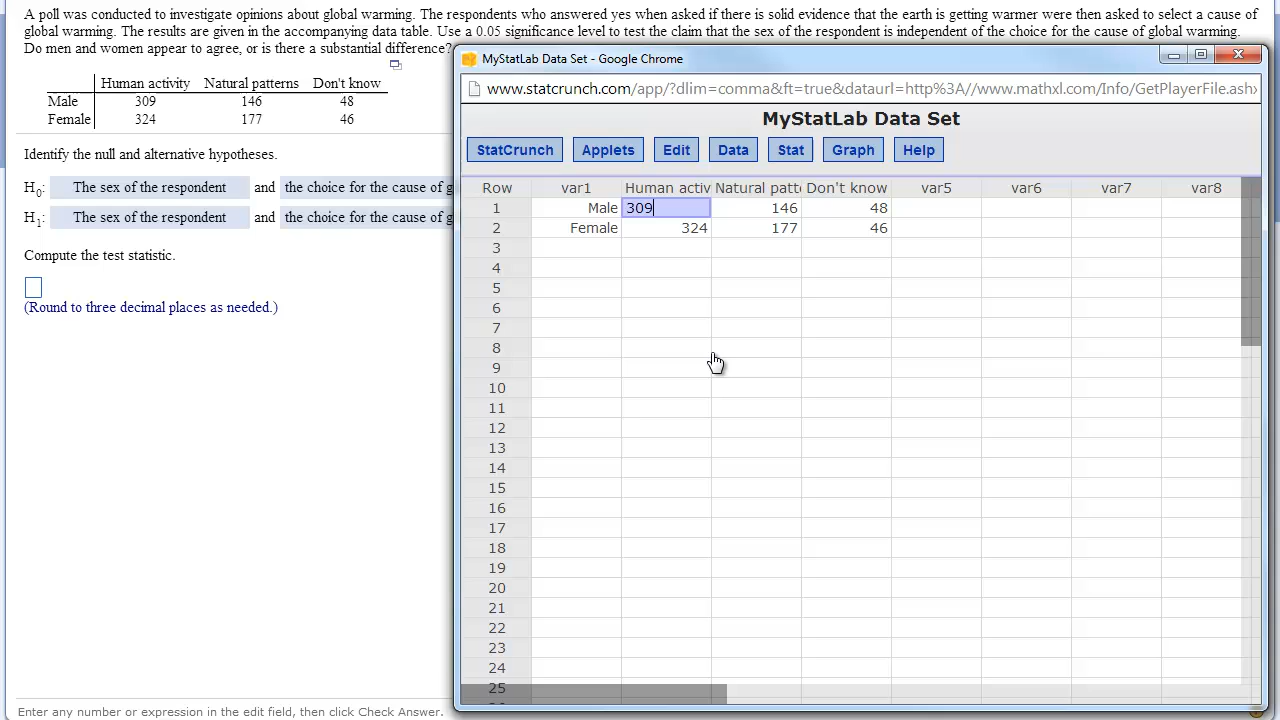 A poll was conducted to investigate opinions about global warming. The respondents who answered yes when asked if there is solid evidence that the earth is getting warmer were then asked to select a cause of
global warming. The results are given in the accompanying data table. Use a 0.05 significance level to test the claim that the sex of the respondent is independent of the choice for the cause of global warming.
Do men and women appear to agree, or is there a substantial difference?
Human activity Natural patterns Don't know
Male 309 146 48
Female 324 177 46
Identify the null and alternative hypotheses.
H0: The sex of the respondent and the choice for the cause of g
H1: The sex of the respondent and the choice for the cause of g
Compute the test statistic.
(Round to three decimal places as needed.)
Enter any number or expression in the edit field, then click Check Answer.
MyStatLab Data Set - Google Chrome
www.statcrunch.com/app/?dlim=comma&ft=true&dataurl=http%3A//www.mathxl.com/Info/GetPlayerFile.ashx
MyStatLab Data Set
StatCrunch Applets Edit Data Stat Graph Help
Row var1 Human activ Natural patt Don't know var5 var6 var7 var8
1 Male 309 146 48
2 Female 324 177 46
3
4
5
6
7
8
9
10
11
12
13
14
15
16
17
18
19
20
21
22
23
24
25